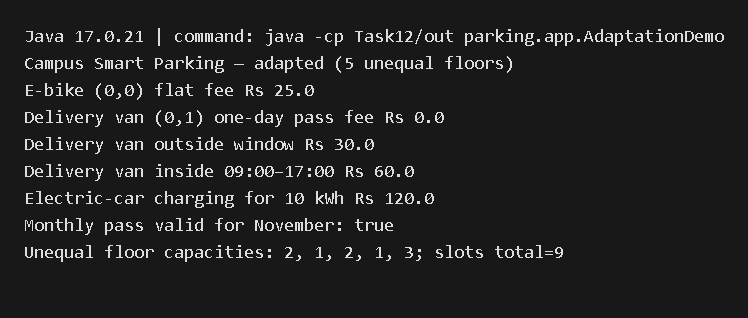 Java 17.0.21 | command: java -cp Task12/out parking.app.AdaptationDemo
Campus Smart Parking — adapted (5 unequal floors)
E-bike (0,0) flat fee Rs 25.0
Delivery van (0,1) one-day pass fee Rs 0.0
Delivery van outside window Rs 30.0
Delivery van inside 09:00–17:00 Rs 60.0
Electric-car charging for 10 kWh Rs 120.0
Monthly pass valid for November: true
Unequal floor capacities: 2, 1, 2, 1, 3; slots total=9